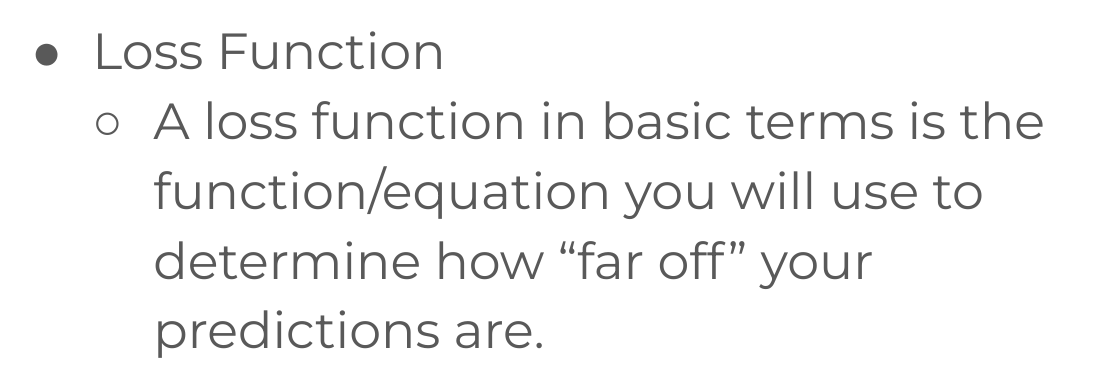 ● Loss Function
○ A loss function in basic terms is the
function/equation you will use to
determine how “far off” your
predictions are.